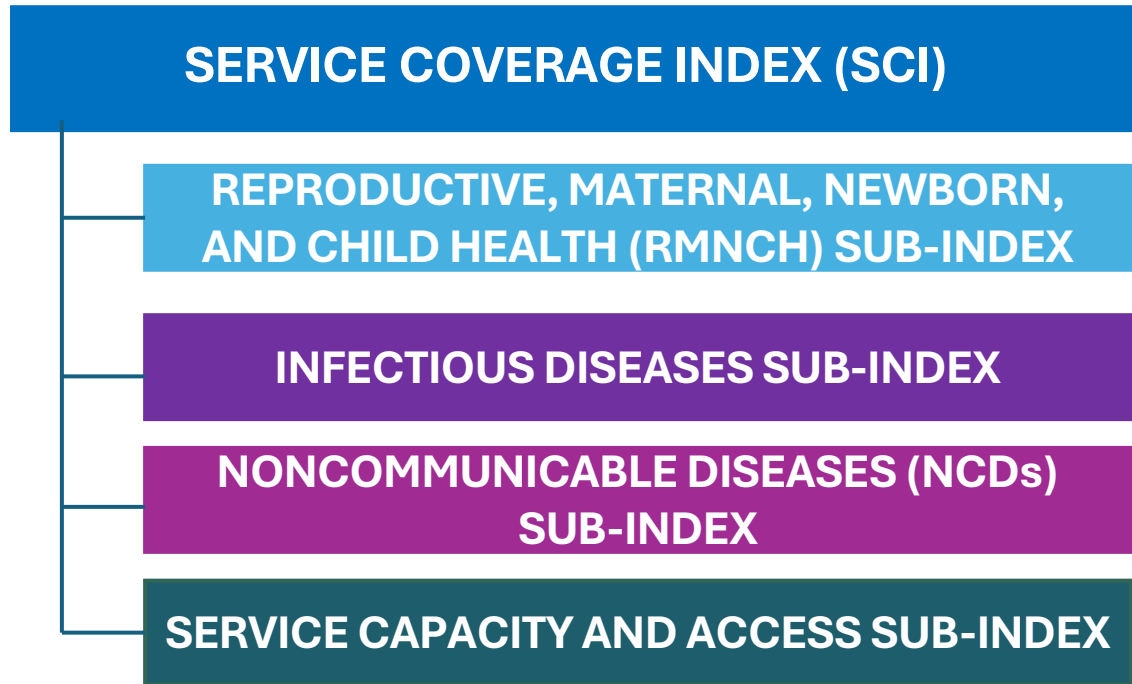 SERVICE COVERAGE INDEX (SCI)
REPRODUCTIVE, MATERNAL, NEWBORN,
AND CHILD HEALTH (RMNCH) SUB-INDEX
INFECTIOUS DISEASES SUB-INDEX
NONCOMMUNICABLE DISEASES (NCDs)
SUB-INDEX
SERVICE CAPACITY AND ACCESS SUB-INDEX